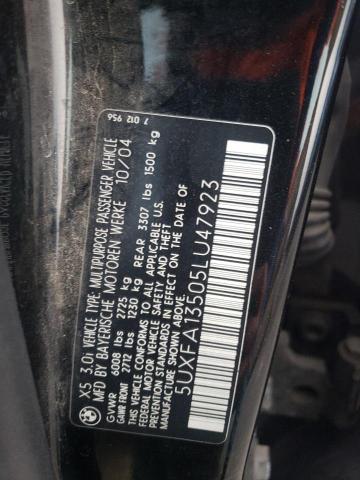 7 012 956
X5 3.0i VEHICLE TYPE: MULTIPURPOSE PASSENGER VEHICLE
MFD BY BAYERISCHE MOTOREN WERKE 10/04
GVWR 6008 lbs 2725 kg
GAWR FRONT 2712 lbs 1230 kg REAR 3307 lbs 1500 kg
THIS VEHICLE CONFORMS TO ALL APPLICABLE U.S.
FEDERAL MOTOR VEHICLE SAFETY AND THEFT
PREVENTION STANDARDS IN EFFECT ON THE
DATE OF MANUFACTURE SHOWN ABOVE.
5UXFA13505LU47923